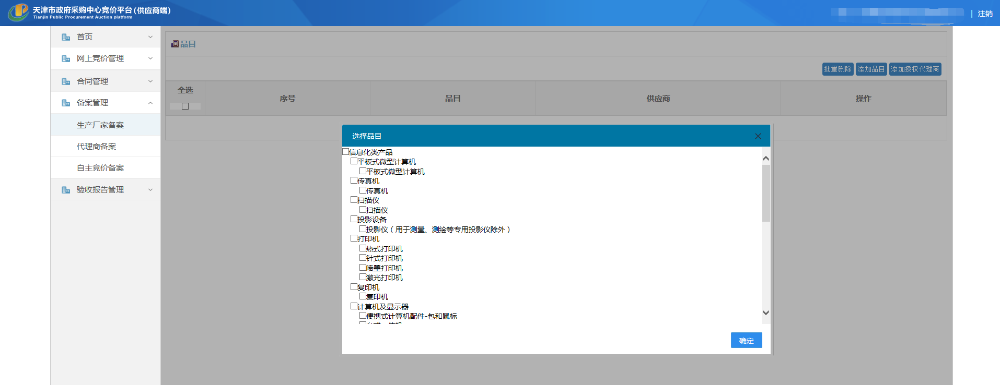 天津市政府采购中心竞价平台(供应商端)
Tianjin Public Procurement Auction platform
| 注销
首页
网上竞价管理
合同管理
备案管理
生产厂家备案
代理商备案
自主竞价备案
验收报告管理
品目
批量删除 添加品目 添加授权代理商
全选 序号 品目 供应商 操作
选择品目
信息化类产品
平板式微型计算机
平板式微型计算机
传真机
传真机
扫描仪
扫描仪
投影设备
投影仪（用于测量、测绘等专用投影仪除外）
打印机
热式打印机
针式打印机
喷墨打印机
激光打印机
复印机
复印机
计算机及显示器
便携式计算机配件-包和鼠标
确定